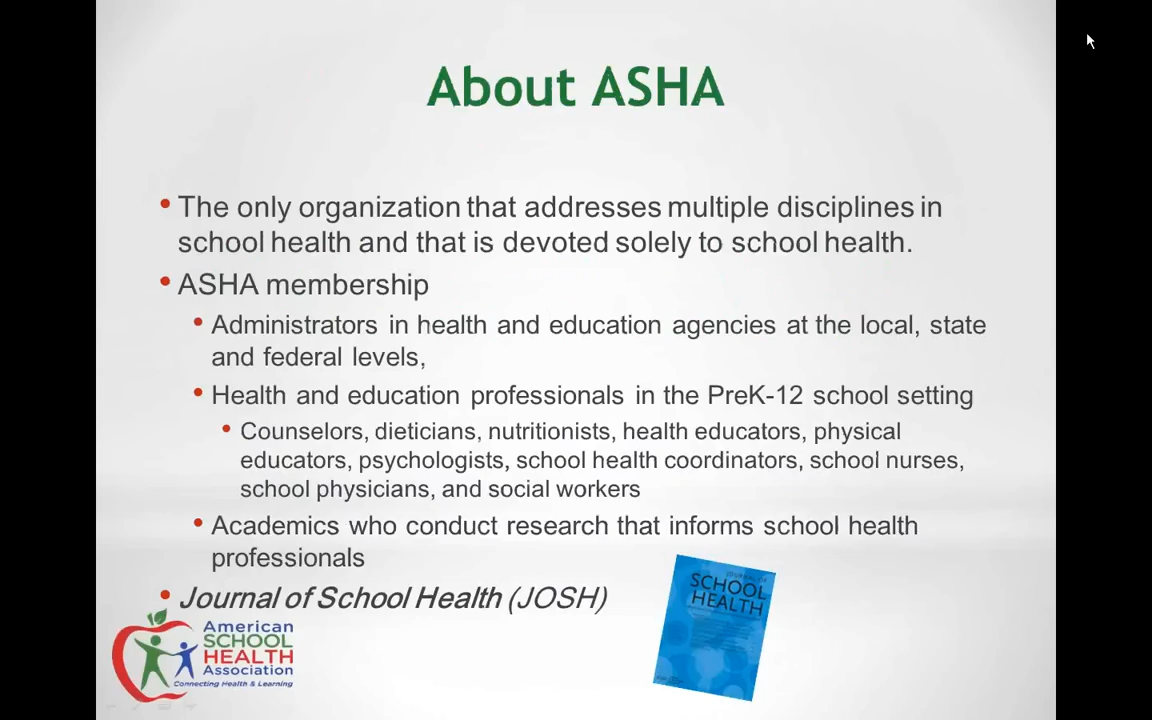 About ASHA
• The only organization that addresses multiple disciplines in
school health and that is devoted solely to school health.
• ASHA membership
• Administrators in health and education agencies at the local, state
and federal levels,
• Health and education professionals in the PreK-12 school setting
• Counselors, dieticians, nutritionists, health educators, physical
educators, psychologists, school health coordinators, school nurses,
school physicians, and social workers
• Academics who conduct research that informs school health
professionals
• Journal of School Health (JOSH)
American
SCHOOL
HEALTH
Association
Connecting Health & Learning
JOURNAL OF
SCHOOL
HEALTH